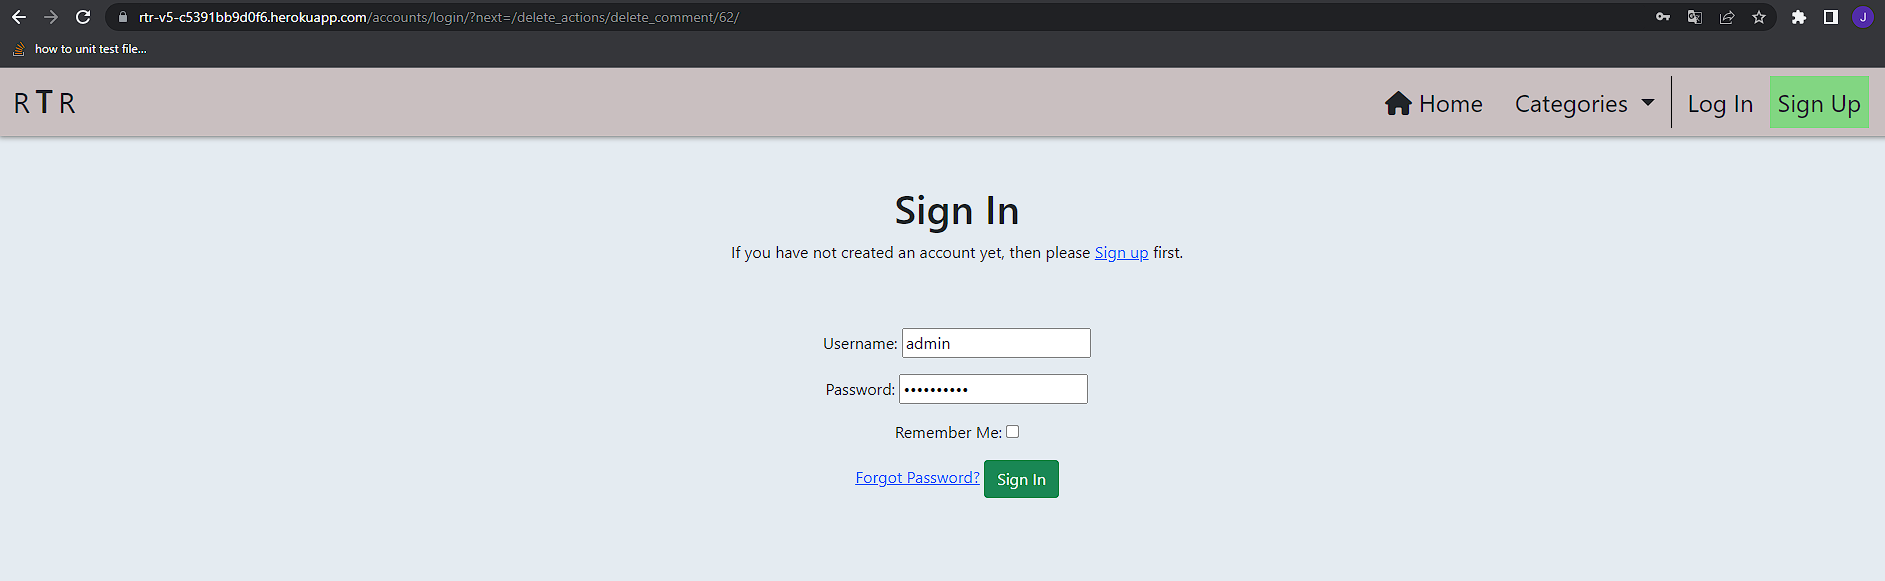 rtr-v5-c5391bb9d0f6.herokuapp.com/accounts/login/?next=/delete_actions/delete_comment/62/
J
how to unit test file...
R T R
Home
Categories
Log In
Sign Up
Sign In
If you have not created an account yet, then please Sign up first.
Username: admin
Password: ••••••••••
Remember Me:
Forgot Password? Sign In